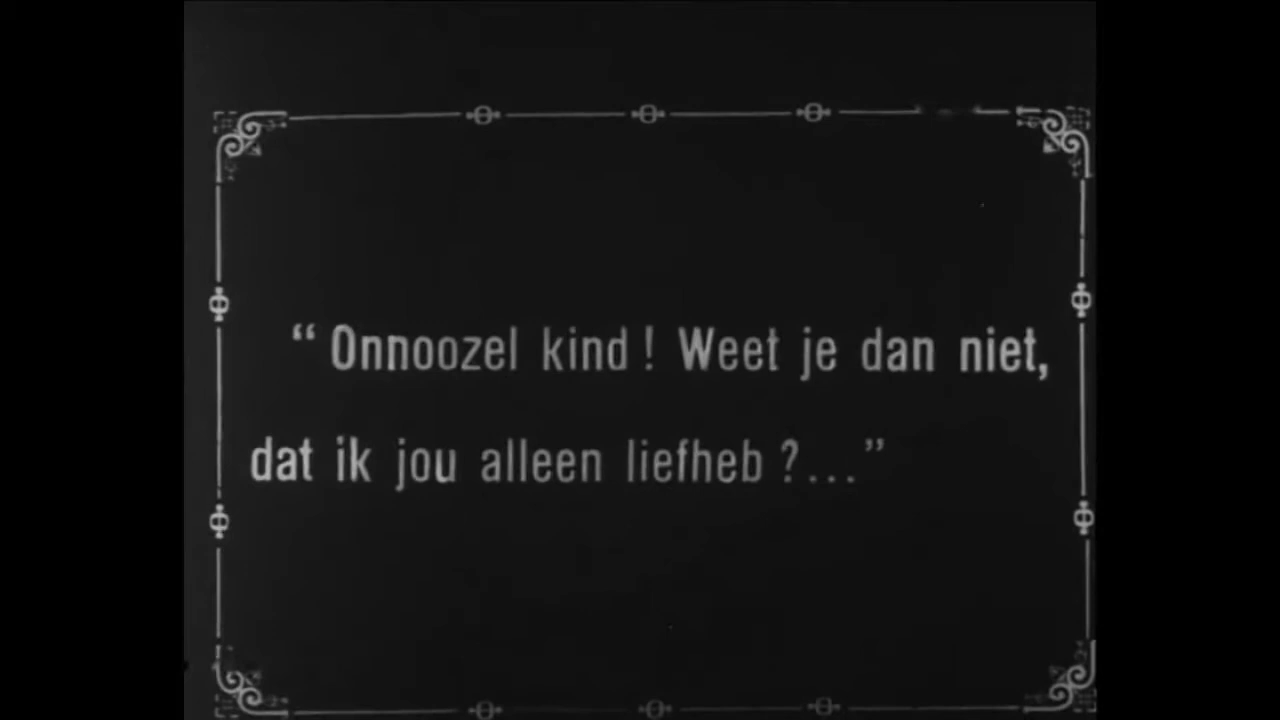 “Onnoozel kind! Weet je dan niet,
dat ik jou alleen liefheb?...”